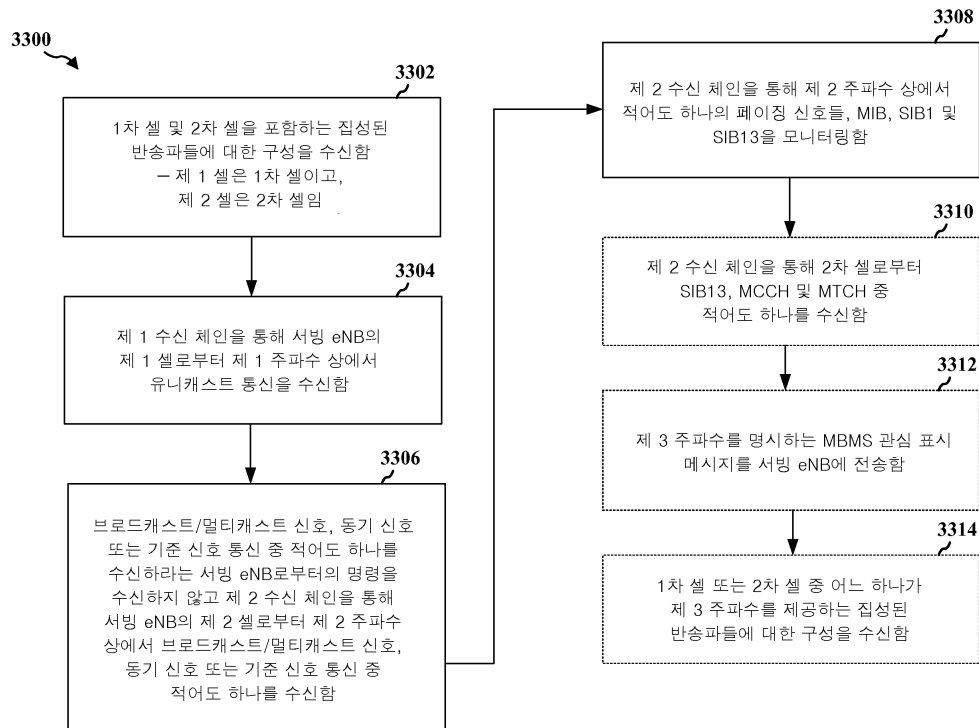 3300
3302
1차 셀 및 2차 셀을 포함하는 집성된
반송파들에 대한 구성을 수신함
– 제 1 셀은 1차 셀이고,
제 2 셀은 2차 셀임
3304
제 1 수신 체인을 통해 서빙 eNB의
제 1 셀로부터 제 1 주파수 상에서
유니캐스트 통신을 수신함
3306
브로드캐스트/멀티캐스트 신호, 동기 신호
또는 기준 신호 통신 중 적어도 하나를
수신하라는 서빙 eNB로부터의 명령을
수신하지 않고 제 2 수신 체인을 통해
서빙 eNB의 제 2 셀로부터 제 2 주파수
상에서 브로드캐스트/멀티캐스트 신호,
동기 신호 또는 기준 신호 통신 중
적어도 하나를 수신함
3308
제 2 수신 체인을 통해 제 2 주파수 상에서
적어도 하나의 페이징 신호들, MIB, SIB1 및
SIB13을 모니터링함
3310
제 2 수신 체인을 통해 2차 셀로부터
SIB13, MCCH 및 MTCH 중
적어도 하나를 수신함
3312
제 3 주파수를 명시하는 MBMS 관심 표시
메시지를 서빙 eNB에 전송함
3314
1차 셀 또는 2차 셀 중 어느 하나가
제 3 주파수를 제공하는 집성된
반송파들에 대한 구성을 수신함